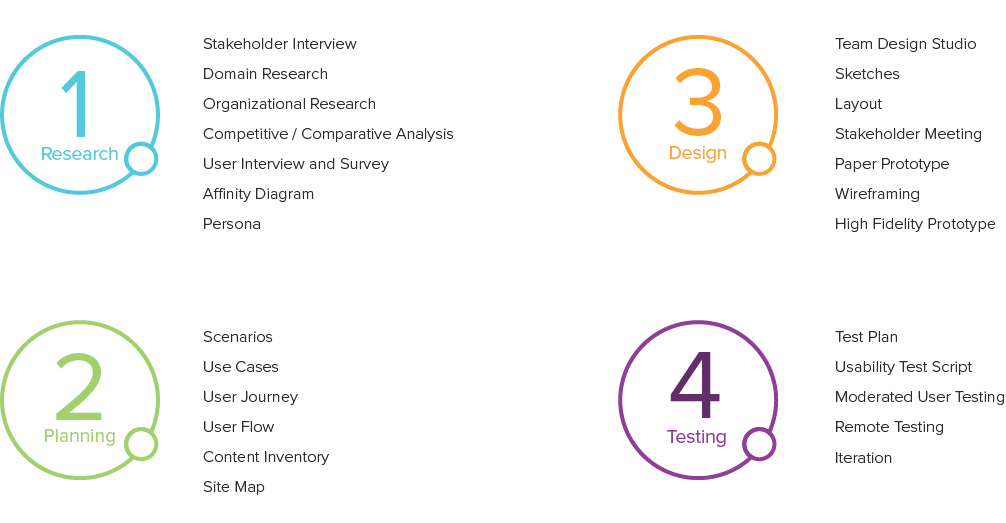 1
Research
Stakeholder Interview
Domain Research
Organizational Research
Competitive / Comparative Analysis
User Interview and Survey
Affinity Diagram
Persona
2
Planning
Scenarios
Use Cases
User Journey
User Flow
Content Inventory
Site Map
3
Design
Team Design Studio
Sketches
Layout
Stakeholder Meeting
Paper Prototype
Wireframing
High Fidelity Prototype
4
Testing
Test Plan
Usability Test Script
Moderated User Testing
Remote Testing
Iteration